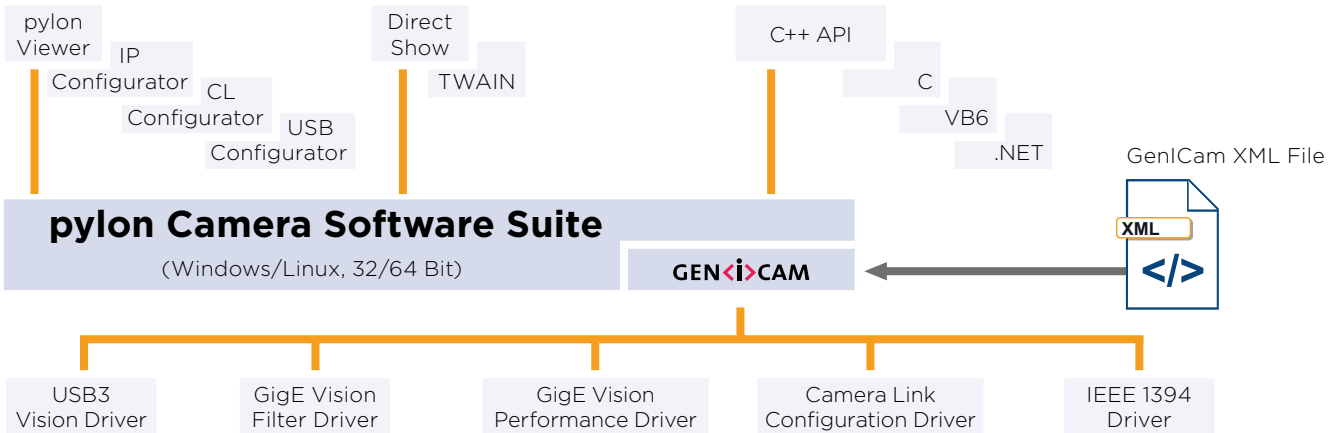 pylon
Viewer
IP
Configurator
CL
Configurator
USB
Configurator
Direct
Show
TWAIN
C++ API
C
VB6
.NET
GenICam XML File
XML
</>
pylon Camera Software Suite
(Windows/Linux, 32/64 Bit)
GEN<i>CAM
USB3
Vision Driver
GigE Vision
Filter Driver
GigE Vision
Performance Driver
Camera Link
Configuration Driver
IEEE 1394
Driver